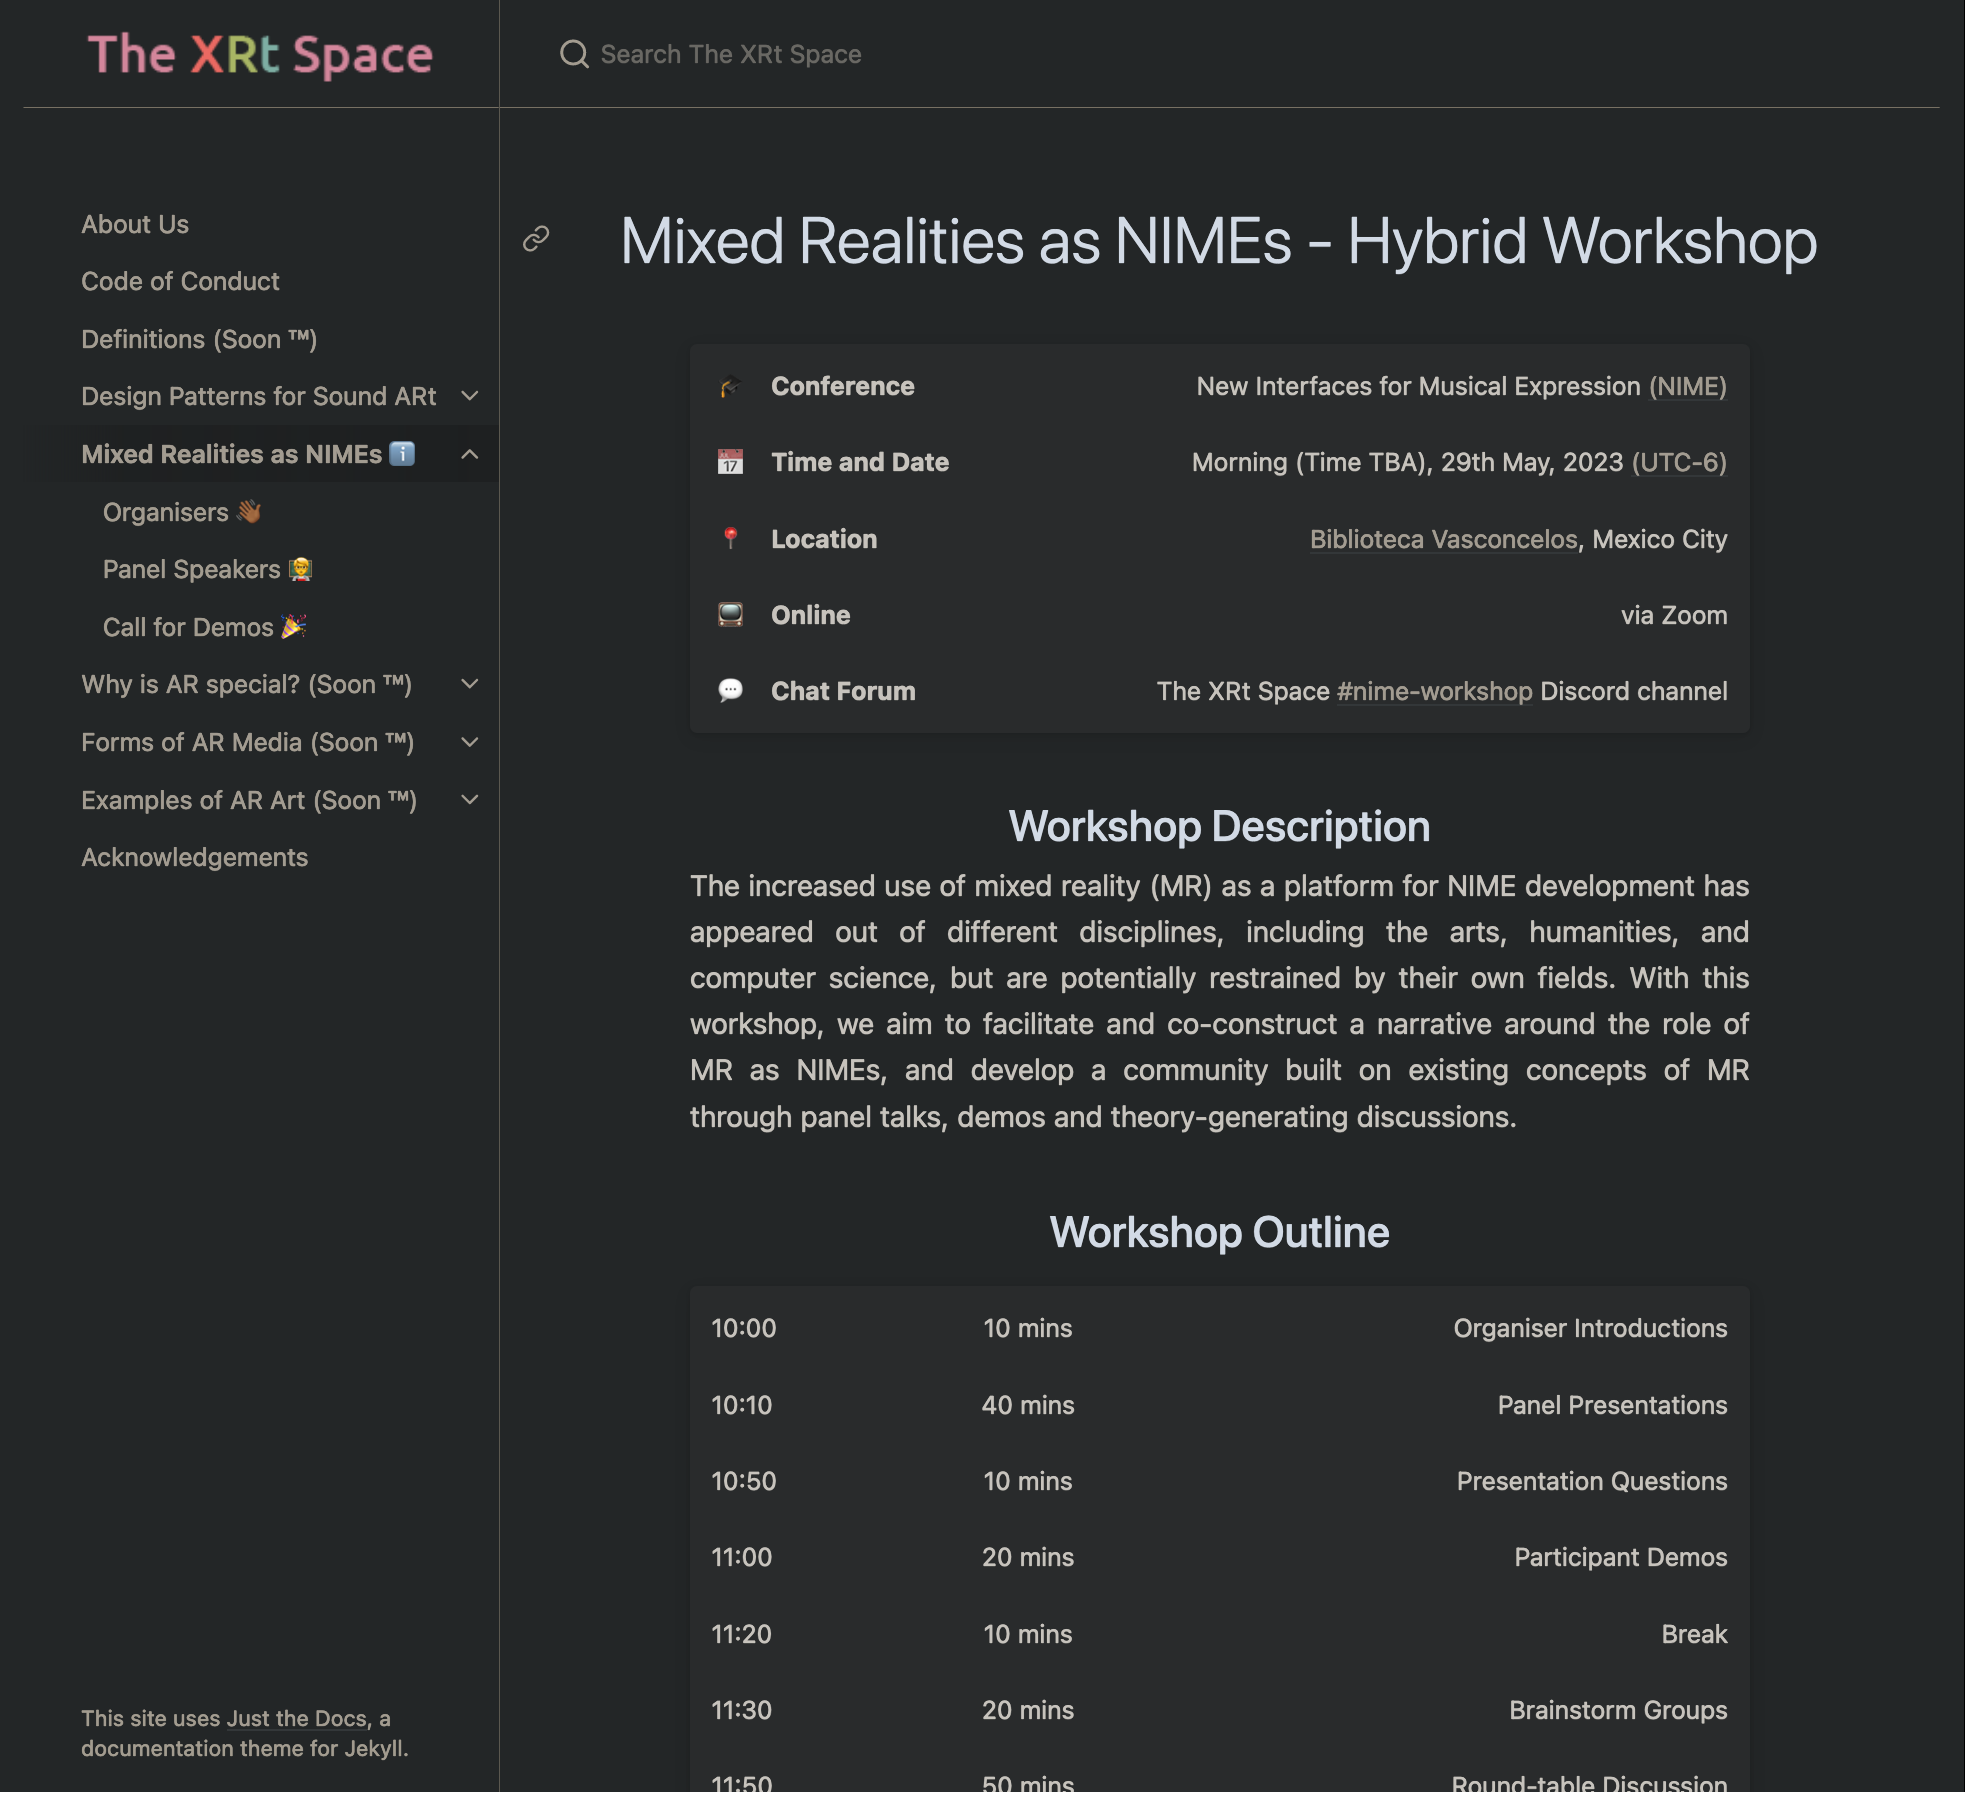 The XRt Space
Search The XRt Space
About Us
Code of Conduct
Definitions (Soon ™)
Design Patterns for Sound ARt
Mixed Realities as NIMEs ℹ️
Organisers 👋🏾
Panel Speakers 🧑‍🏫
Call for Demos 🎉
Why is AR special? (Soon ™)
Forms of AR Media (Soon ™)
Examples of AR Art (Soon ™)
Acknowledgements
This site uses Just the Docs, a
documentation theme for Jekyll.
Mixed Realities as NIMEs - Hybrid Workshop
🎓 Conference New Interfaces for Musical Expression (NIME)
📅 Time and Date Morning (Time TBA), 29th May, 2023 (UTC-6)
📍 Location Biblioteca Vasconcelos, Mexico City
📺 Online via Zoom
💬 Chat Forum The XRt Space #nime-workshop Discord channel
Workshop Description
The increased use of mixed reality (MR) as a platform for NIME development has
appeared out of different disciplines, including the arts, humanities, and
computer science, but are potentially restrained by their own fields. With this
workshop, we aim to facilitate and co-construct a narrative around the role of
MR as NIMEs, and develop a community built on existing concepts of MR
through panel talks, demos and theory-generating discussions.
Workshop Outline
10:00 10 mins Organiser Introductions
10:10 40 mins Panel Presentations
10:50 10 mins Presentation Questions
11:00 20 mins Participant Demos
11:20 10 mins Break
11:30 20 mins Brainstorm Groups
11:50 50 mins Round-table Discussion